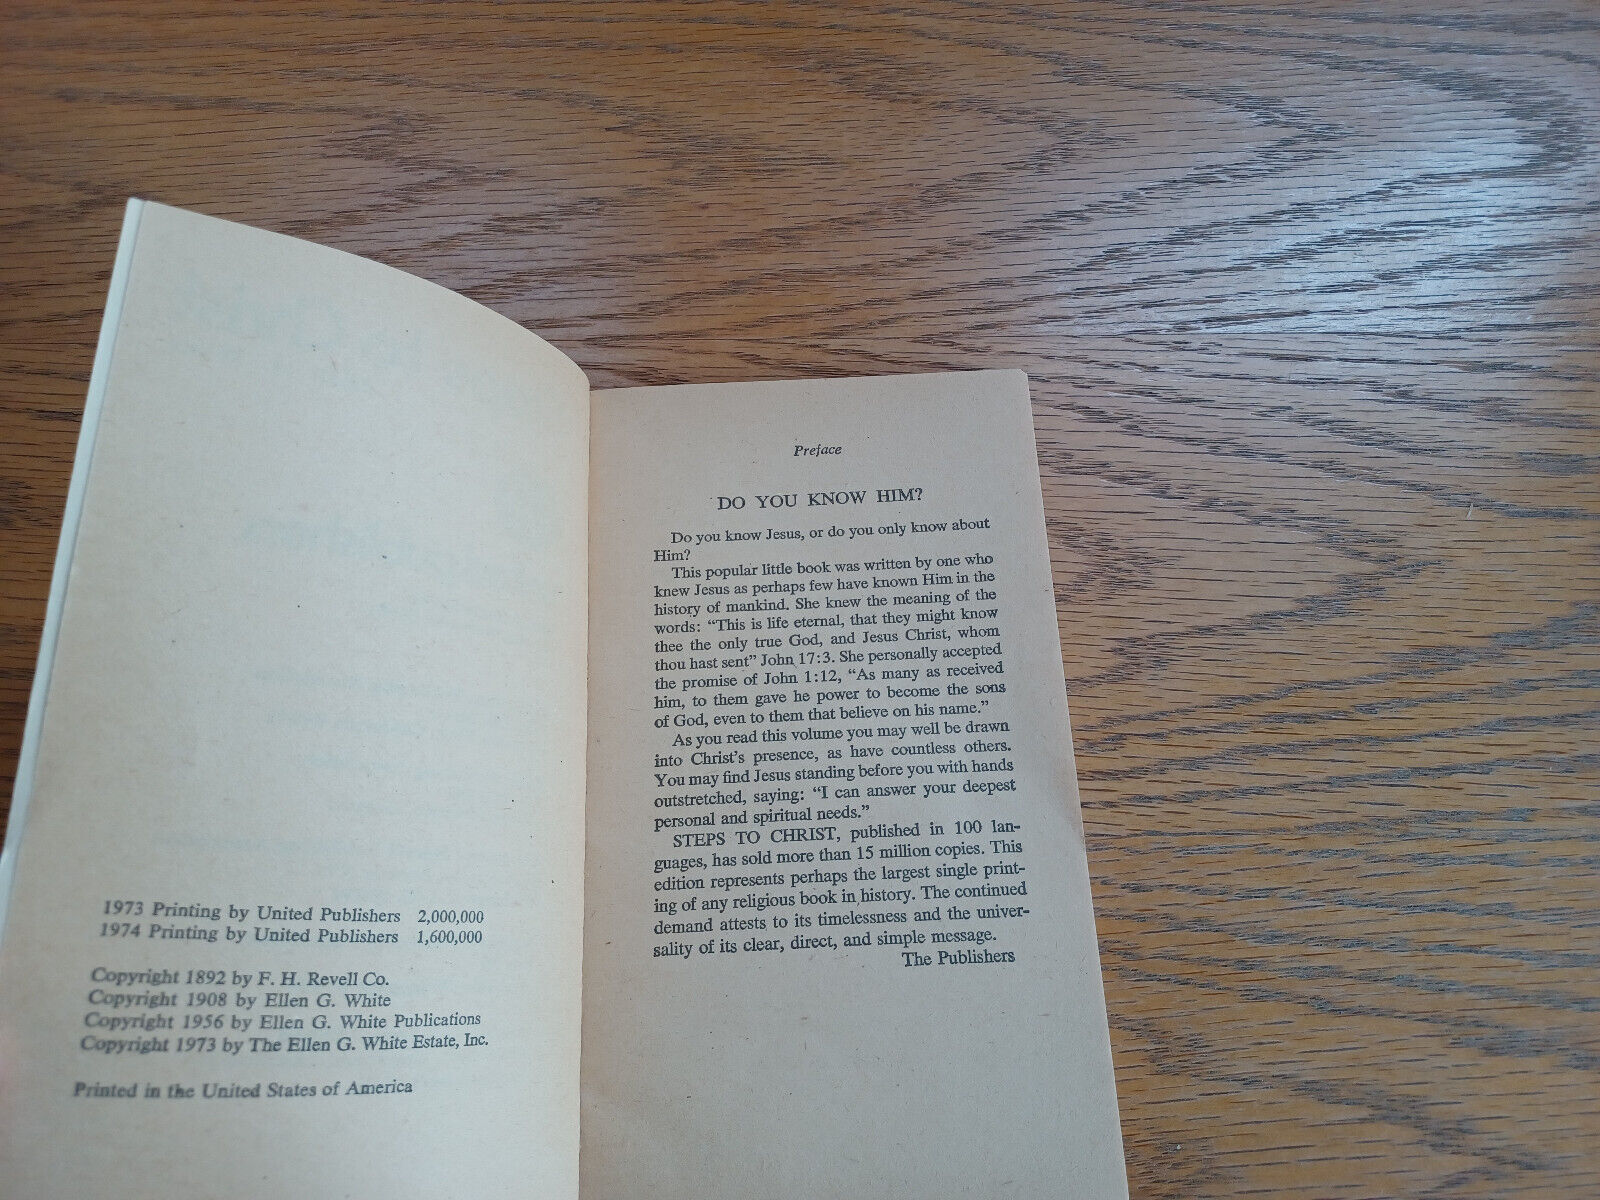 1973 Printing by United Publishers 2,000,000
1974 Printing by United Publishers 1,600,000
Copyright 1892 by F. H. Revell Co.
Copyright 1908 by Ellen G. White
Copyright 1956 by Ellen G. White Publications
Copyright 1973 by The Ellen G. White Estate, Inc.
Printed in the United States of America
Preface
DO YOU KNOW HIM?
Do you know Jesus, or do you only know about
Him?
This popular little book was written by one who
knew Jesus as perhaps few have known Him in the
history of mankind. She knew the meaning of the
words: "This is life eternal, that they might know
thee the only true God, and Jesus Christ, whom
thou hast sent" John 17:3. She personally accepted
the promise of John 1:12, "As many as received
him, to them gave he power to become the sons
of God, even to them that believe on his name."
As you read this volume you may well be drawn
into Christ's presence, as have countless others.
You may find Jesus standing before you with hands
outstretched, saying: "I can answer your deepest
personal and spiritual needs."
STEPS TO CHRIST, published in 100 lan-
guages, has sold more than 15 million copies. This
edition represents perhaps the largest single print-
ing of any religious book in history. The continued
demand attests to its timelessness and the univer-
sality of its clear, direct, and simple message.
The Publishers